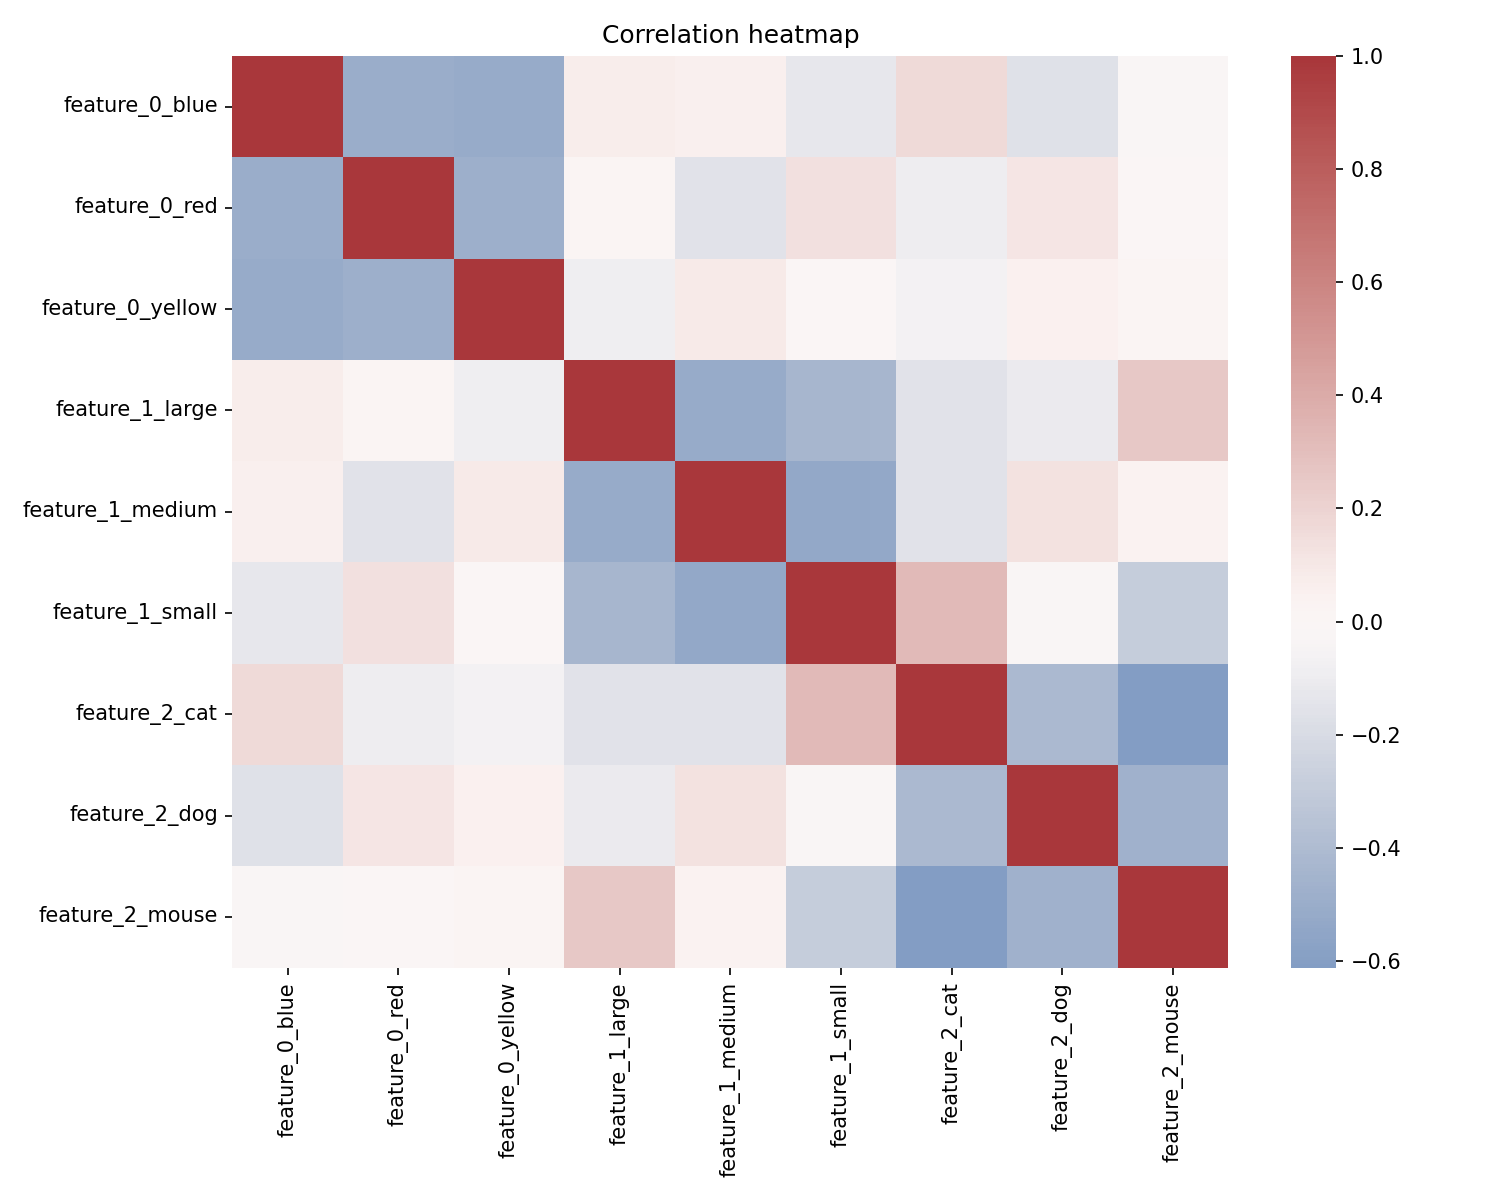 Correlation heatmap
feature_0_blue
feature_0_red
feature_0_yellow
feature_1_large
feature_1_medium
feature_1_small
feature_2_cat
feature_2_dog
feature_2_mouse
feature_0_blue
feature_0_red
feature_0_yellow
feature_1_large
feature_1_medium
feature_1_small
feature_2_cat
feature_2_dog
feature_2_mouse
1.0
0.8
0.6
0.4
0.2
0.0
−0.2
−0.4
−0.6